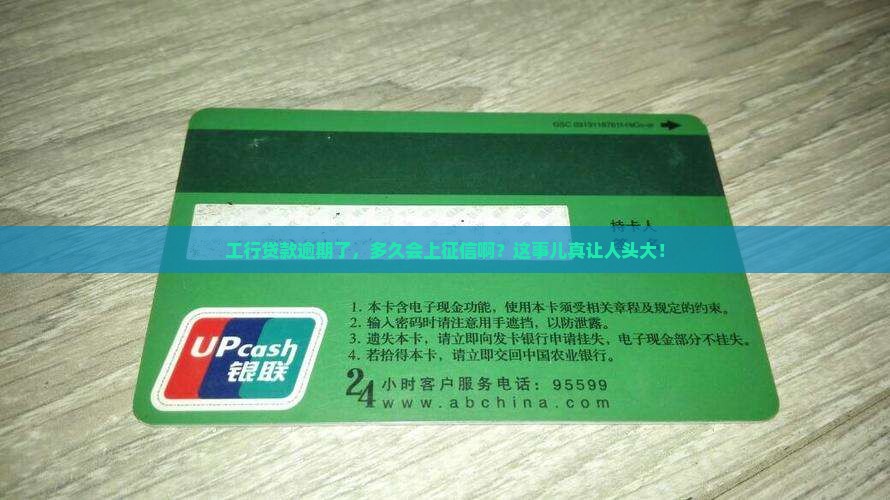 持卡人
工行贷款逾期了，多久会上征信啊？这事儿真让人头大！
1. 本卡含电子现金功能，使用本卡须受相关章程及规定的约束。
2. 输入密码时请注意用手遮挡，以防泄露。
3. 遗失本卡，请立即向发卡银行申请挂失，电子现金部分不挂失。
4. 若拾得本卡，请立即交回中国农业银行。
UPcash
银联
24小时客户服务电话：95599
www.abchina.com